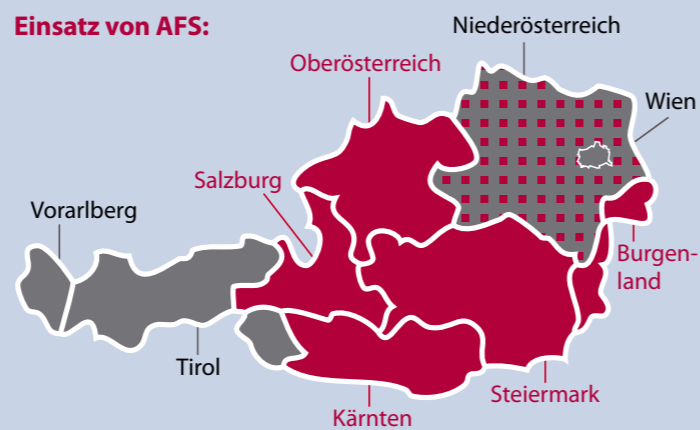 Einsatz von AFS:
Niederösterreich
Oberösterreich
Wien
Salzburg
Vorarlberg
Burgen-
land
Tirol
Steiermark
Kärnten